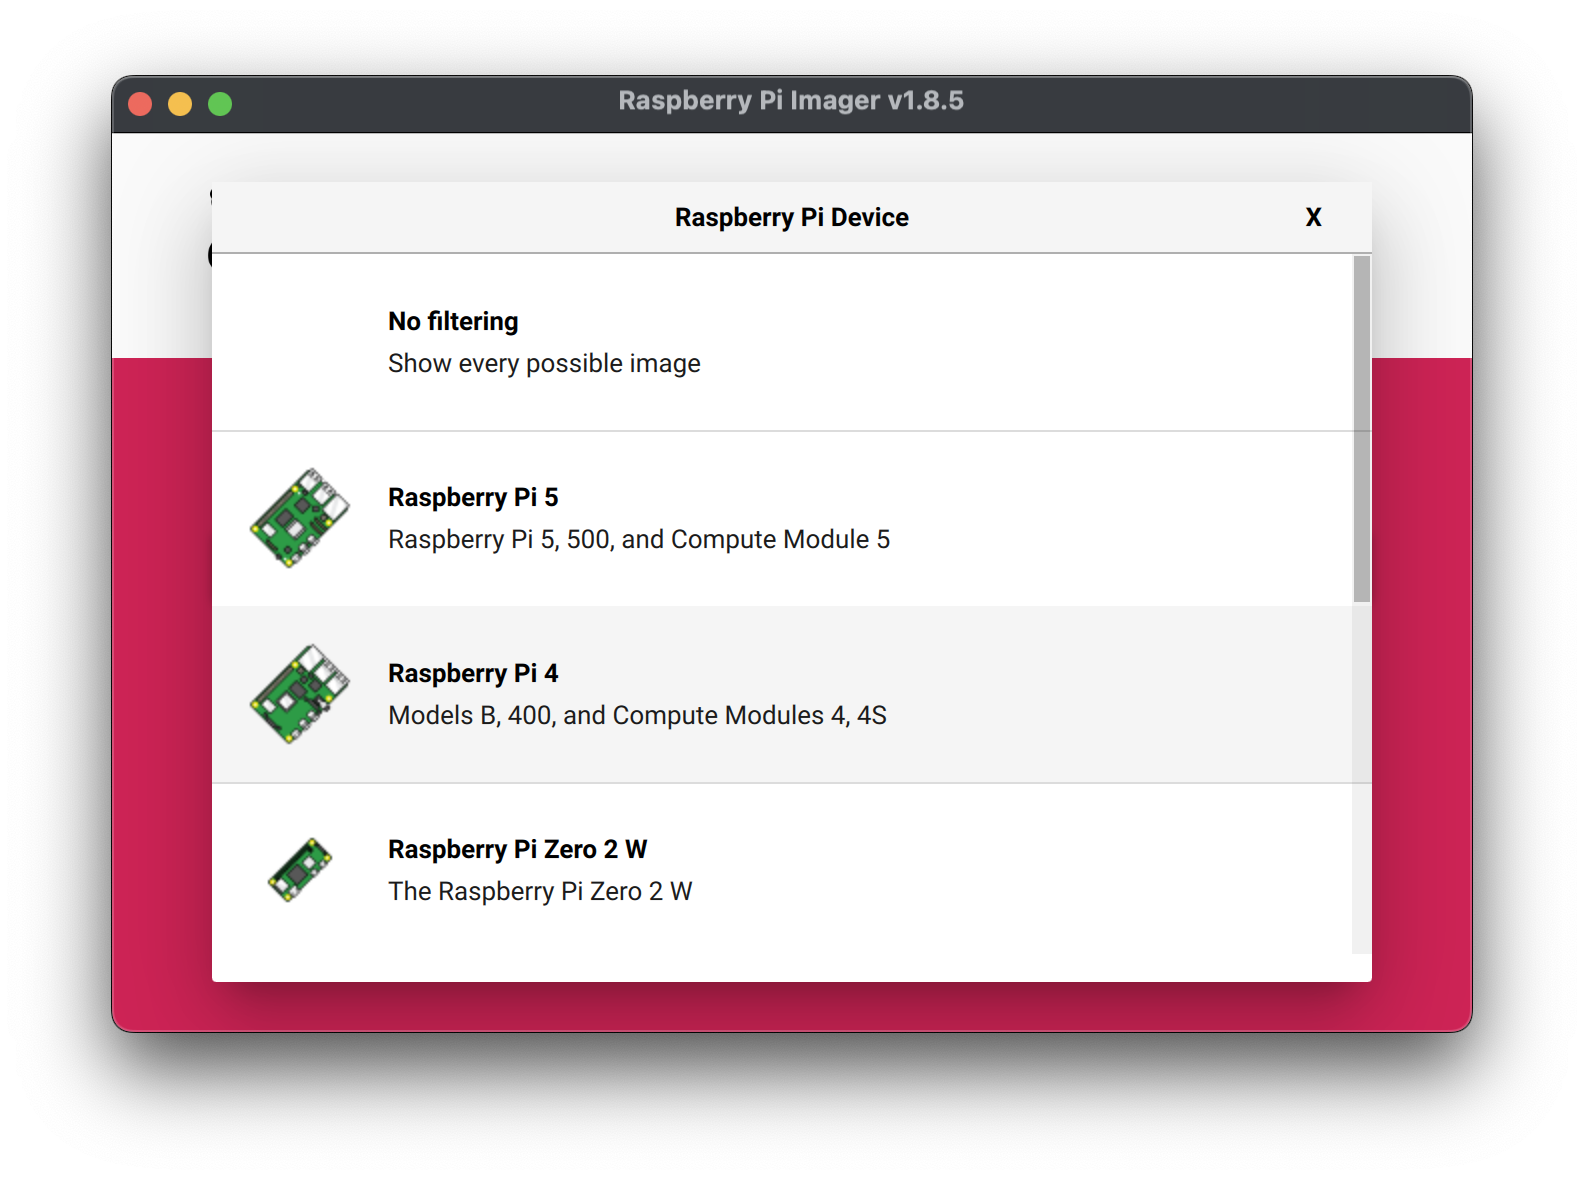 Raspberry Pi Imager v1.8.5
Raspberry Pi Device X
No filtering
Show every possible image
Raspberry Pi 5
Raspberry Pi 5, 500, and Compute Module 5
Raspberry Pi 4
Models B, 400, and Compute Modules 4, 4S
Raspberry Pi Zero 2 W
The Raspberry Pi Zero 2 W